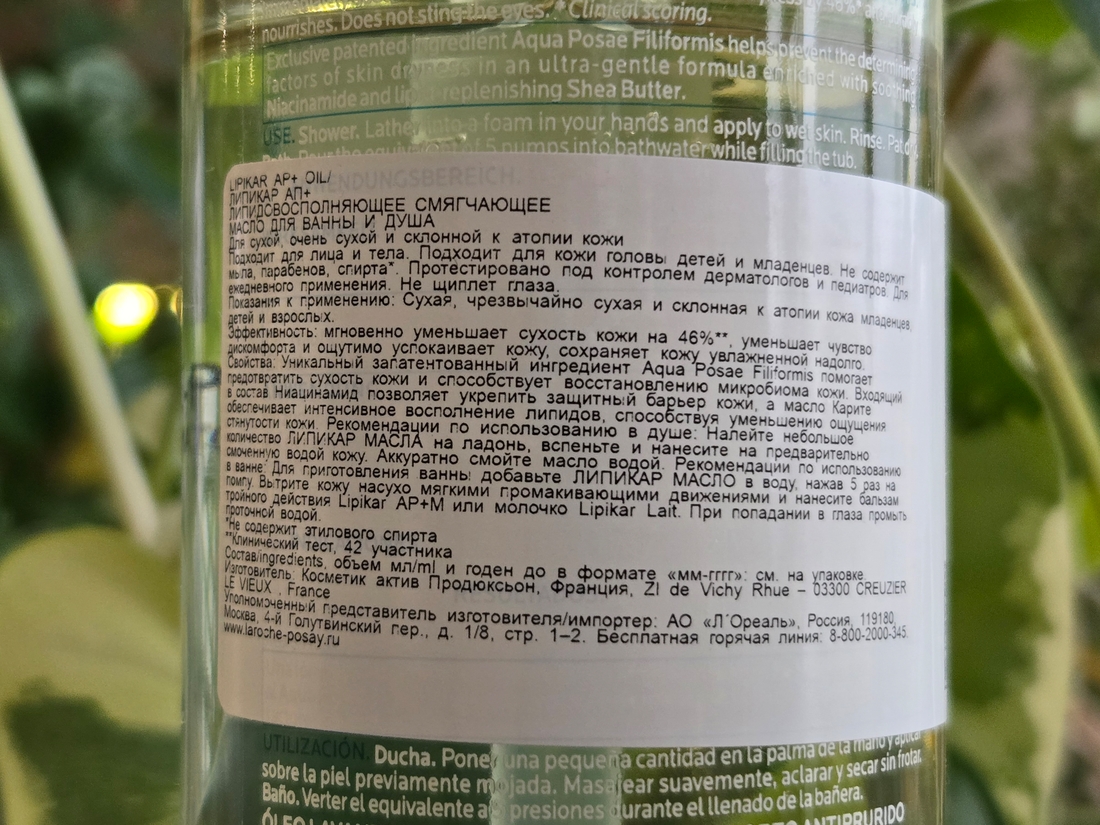 nourishes. Does not sting the eyes. *Clinical scoring.
Exclusive patented ingredient Aqua Posae Filiformis helps prevent the determining
factors of skin dryness in an ultra-gentle formula enriched with soothing
Niacinamide and lipid-replenishing Shea Butter.
USE. Shower. Lather into a foam in your hands and apply to wet skin. Rinse. Pat
the equivalent of 5 pumps into bathwater while filling the tub.
LIPIKAR AP+ OIL/
ЛИПИКАР АП+
ЛИПИДОВОСПОЛНЯЮЩЕЕ СМЯГЧАЮЩЕЕ
МАСЛО ДЛЯ ВАННЫ И ДУША
Для сухой, очень сухой и склонной к атопии кожи
Подходит для лица и тела. Подходит для кожи головы детей и младенцев. Не содержит
мыла, парабенов, спирта*. Протестировано под контролем дерматологов и педиатров. Для
ежедневного применения. Не щиплет глаза.
Показания к применению: Сухая, чрезвычайно сухая и склонная к атопии кожа младенцев,
детей и взрослых.
Эффективность: мгновенно уменьшает сухость кожи на 46%**, уменьшает чувство
дискомфорта и ощутимо успокаивает кожу, сохраняет кожу увлажненной надолго.
Свойства: Уникальный запатентованный ингредиент Aqua Posae Filiformis помогает
предотвратить сухость кожи и способствует восстановлению микробиома кожи. Входящий
в состав Ниацинамид позволяет укрепить защитный барьер кожи, а масло Карите
обеспечивает интенсивное восполнение липидов, способствуя уменьшению ощущения
стянутости кожи. Рекомендации по использованию в душе: Налейте небольшое
количество ЛИПИКАР МАСЛА на ладонь, вспеньте и нанесите на предварительно
смоченную водой кожу. Аккуратно смойте масло водой. Рекомендации по использованию
в ванне: Для приготовления ванны добавьте ЛИПИКАР МАСЛО в воду, нажав 5 раз на
помпу. Вытрите кожу насухо мягкими промакивающими движениями и нанесите бальзам
тройного действия Lipikar AP+M или молочко Lipikar Lait. При попадании в глаза промыть
проточной водой.
*Не содержит этилового спирта
**Клинический тест, 42 участника
Состав/ingredients, объем мл/ml и годен до в формате «мм-гггг»: см. на упаковке.
Изготовитель: Косметик актив Продюксьон, Франция, ZI de Vichy Rhue – 03300 CREUZIER
LE VIEUX , France
Уполномоченный представитель изготовителя/импортер: АО «Л`Ореаль», Россия, 119180,
Москва, 4-й Голутвинский пер., д. 1/8, стр. 1–2. Бесплатная горячая линия: 8-800-2000-345.
www.laroche-posay.ru
UTILIZACIÓN. Ducha. Poner una pequeña cantidad en la palma de la mano y aplicar
sobre la piel previamente mojada. Masajear suavemente, aclarar y secar sin frotar.
Baño. Verter el equivalente a 5 presiones durante el llenado de la bañera.
ANTIPRURIDO